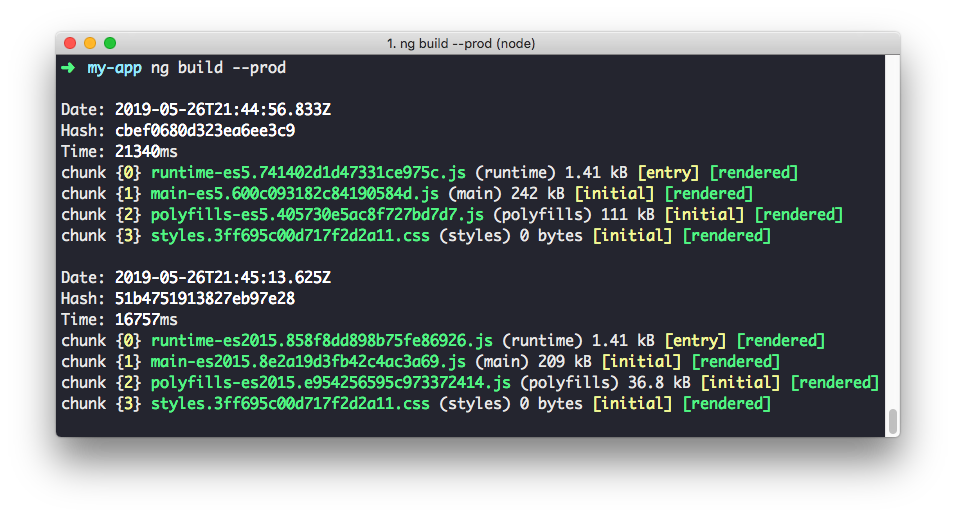 1. ng build --prod (node)
➜ my-app ng build --prod
Date: 2019-05-26T21:44:56.833Z
Hash: cbef0680d323ea6ee3c9
Time: 21340ms
chunk {0} runtime-es5.741402d1d47331ce975c.js (runtime) 1.41 kB [entry] [rendered]
chunk {1} main-es5.600c093182c84190584d.js (main) 242 kB [initial] [rendered]
chunk {2} polyfills-es5.405730e5ac8f727bd7d7.js (polyfills) 111 kB [initial] [rendered]
chunk {3} styles.3ff695c00d717f2d2a11.css (styles) 0 bytes [initial] [rendered]
Date: 2019-05-26T21:45:13.625Z
Hash: 51b4751913827eb97e28
Time: 16757ms
chunk {0} runtime-es2015.858f8dd898b75fe86926.js (runtime) 1.41 kB [entry] [rendered]
chunk {1} main-es2015.8e2a19d3fb42c4ac3a69.js (main) 209 kB [initial] [rendered]
chunk {2} polyfills-es2015.e954256595c973372414.js (polyfills) 36.8 kB [initial] [rendered]
chunk {3} styles.3ff695c00d717f2d2a11.css (styles) 0 bytes [initial] [rendered]